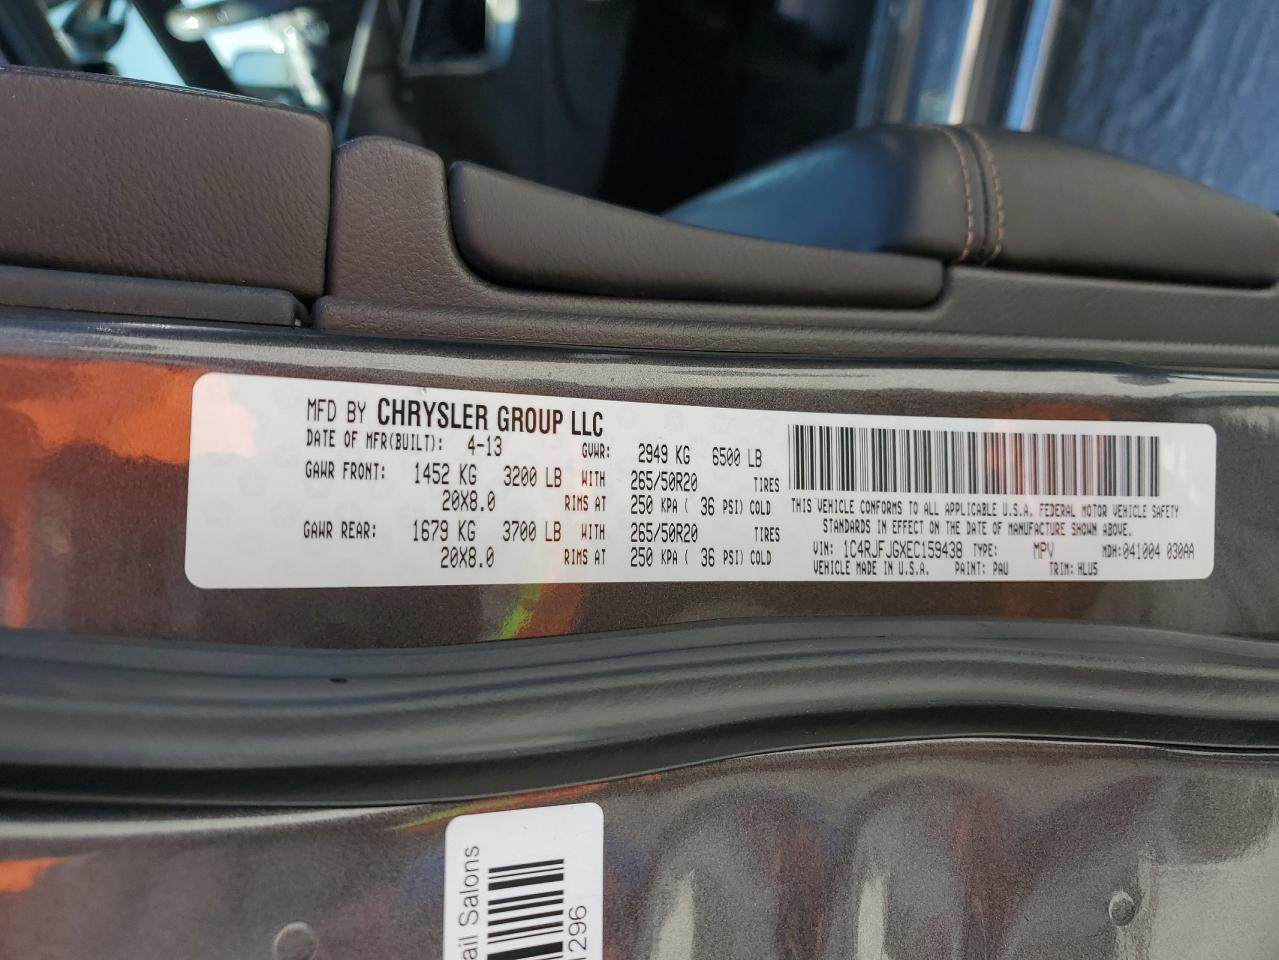 MFD BY CHRYSLER GROUP LLC
DATE OF MFR(BUILT): 4-13 GVWR: 2949 KG 6500 LB
GAWR FRONT: 1452 KG 3200 LB WITH 265/50R20 TIRES
20X8.0 RIMS AT 250 KPA ( 36 PSI) COLD
GAWR REAR: 1679 KG 3700 LB WITH 265/50R20 TIRES
20X8.0 RIMS AT 250 KPA ( 36 PSI) COLD
THIS VEHICLE CONFORMS TO ALL APPLICABLE U.S.A. FEDERAL MOTOR VEHICLE SAFETY
STANDARDS IN EFFECT ON THE DATE OF MANUFACTURE SHOWN ABOVE.
VIN: 1C4RJFJGXEC159438 TYPE: MPV MDH:041004 030AA
VEHICLE MADE IN U.S.A. PAINT: PAU TRIM: HLU5
ail Salons
1296